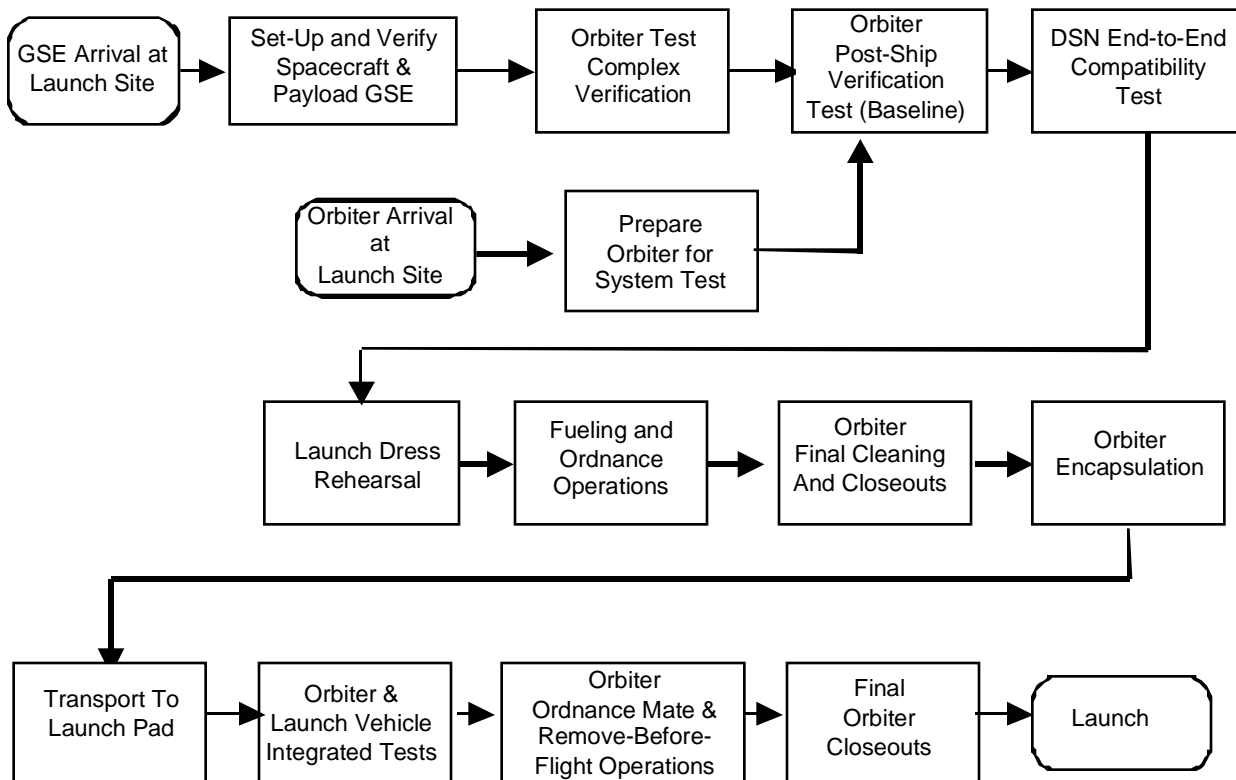 GSE Arrival at
Launch Site
Set-Up and Verify
Spacecraft &
Payload GSE
Orbiter Test
Complex
Verification
Orbiter
Post-Ship
Verification
Test (Baseline)
DSN End-to-End
Compatibility
Test
Orbiter Arrival
at
Launch Site
Prepare
Orbiter for
System Test
Launch Dress
Rehearsal
Fueling and
Ordnance
Operations
Orbiter
Final Cleaning
And Closeouts
Orbiter
Encapsulation
Transport To
Launch Pad
Orbiter &
Launch Vehicle
Integrated Tests
Orbiter
Ordnance Mate &
Remove-Before-
Flight Operations
Final
Orbiter
Closeouts
Launch